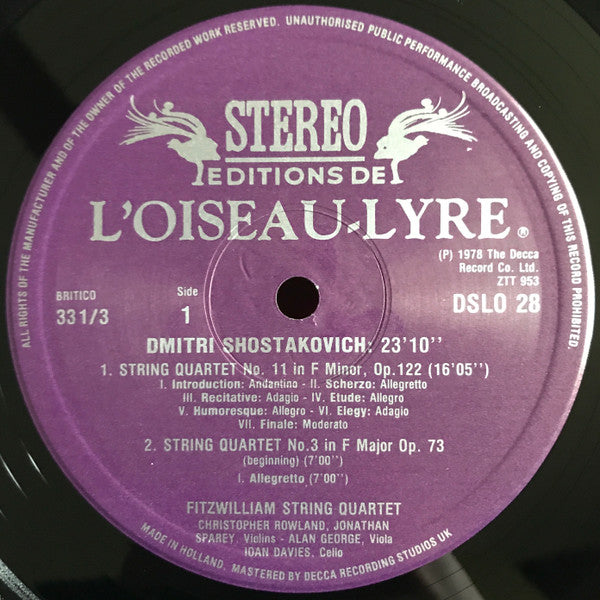 ALL RIGHTS OF THE MANUFACTURER AND OF THE OWNER OF THE RECORDED WORK RESERVED. UNAUTHORISED PUBLIC PERFORMANCE BROADCASTING AND COPYING OF THIS RECORD PROHIBITED.
STEREO
EDITIONS DE
L'OISEAU-LYRE ®
(P) 1978 The Decca
Record Co. Ltd.
ZTT 953
BRITICO
33 1/3
Side
1
DSLO 28
DMITRI SHOSTAKOVICH: 23'10''
1. STRING QUARTET No. 11 in F Minor, Op.122 (16'05'')
I. Introduction: Andantino - II. Scherzo: Allegretto
III. Recitative: Adagio - IV. Etude: Allegro
V. Humoresque: Allegro - VI. Elegy: Adagio
VII. Finale: Moderato
2. STRING QUARTET No.3 in F Major Op. 73
(beginning) (7'00'')
I. Allegretto (7'00'')
FITZWILLIAM STRING QUARTET
CHRISTOPHER ROWLAND, JONATHAN
SPAREY, Violins - ALAN GEORGE, Viola
IOAN DAVIES, Cello
MADE IN HOLLAND. MASTERED BY DECCA RECORDING STUDIOS UK